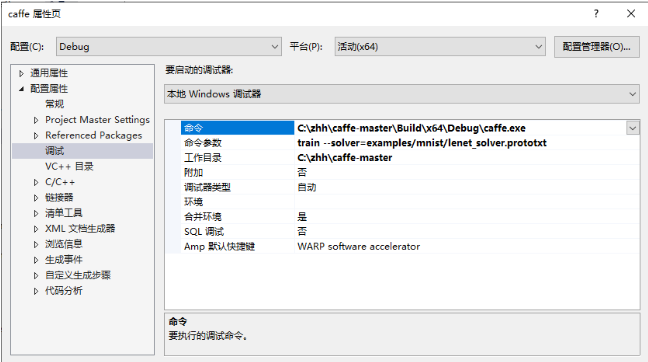 caffe 属性页
配置(C): Debug 平台(P): 活动(x64) 配置管理器(O)...
通用属性
配置属性
常规
Project Master Settings
Referenced Packages
调试
VC++ 目录
C/C++
链接器
清单工具
XML 文档生成器
浏览信息
生成事件
自定义生成步骤
代码分析
要启动的调试器:
本地 Windows 调试器
命令 C:\zhh\caffe-master\Build\x64\Debug\caffe.exe
命令参数 train --solver=examples/mnist/lenet_solver.prototxt
工作目录 C:\zhh\caffe-master
附加 否
调试器类型 自动
环境
合并环境 是
SQL 调试 否
Amp 默认快捷键 WARP software accelerator
命令
要执行的调试命令。